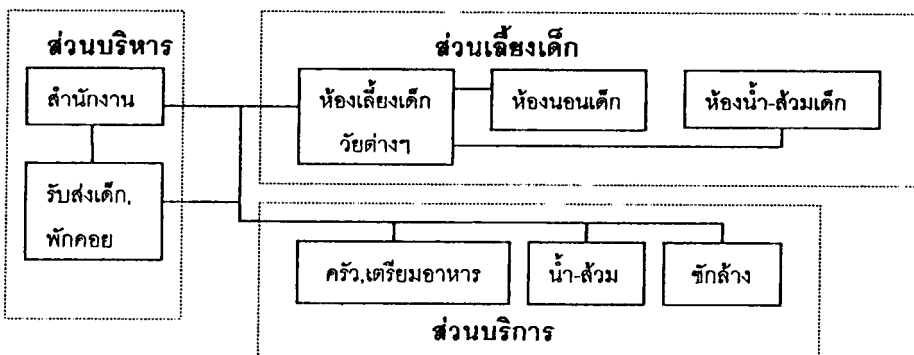 ส่วนบริหาร
สำนักงาน
รับส่งเด็ก,
พักคอย
ส่วนเลี้ยงเด็ก
ห้องเลี้ยงเด็ก
วัยต่างๆ
ห้องนอนเด็ก
ห้องน้ำ-ส้วมเด็ก
ครัว,เตรียมอาหาร
น้ำ-ส้วม
ซักล้าง
ส่วนบริการ